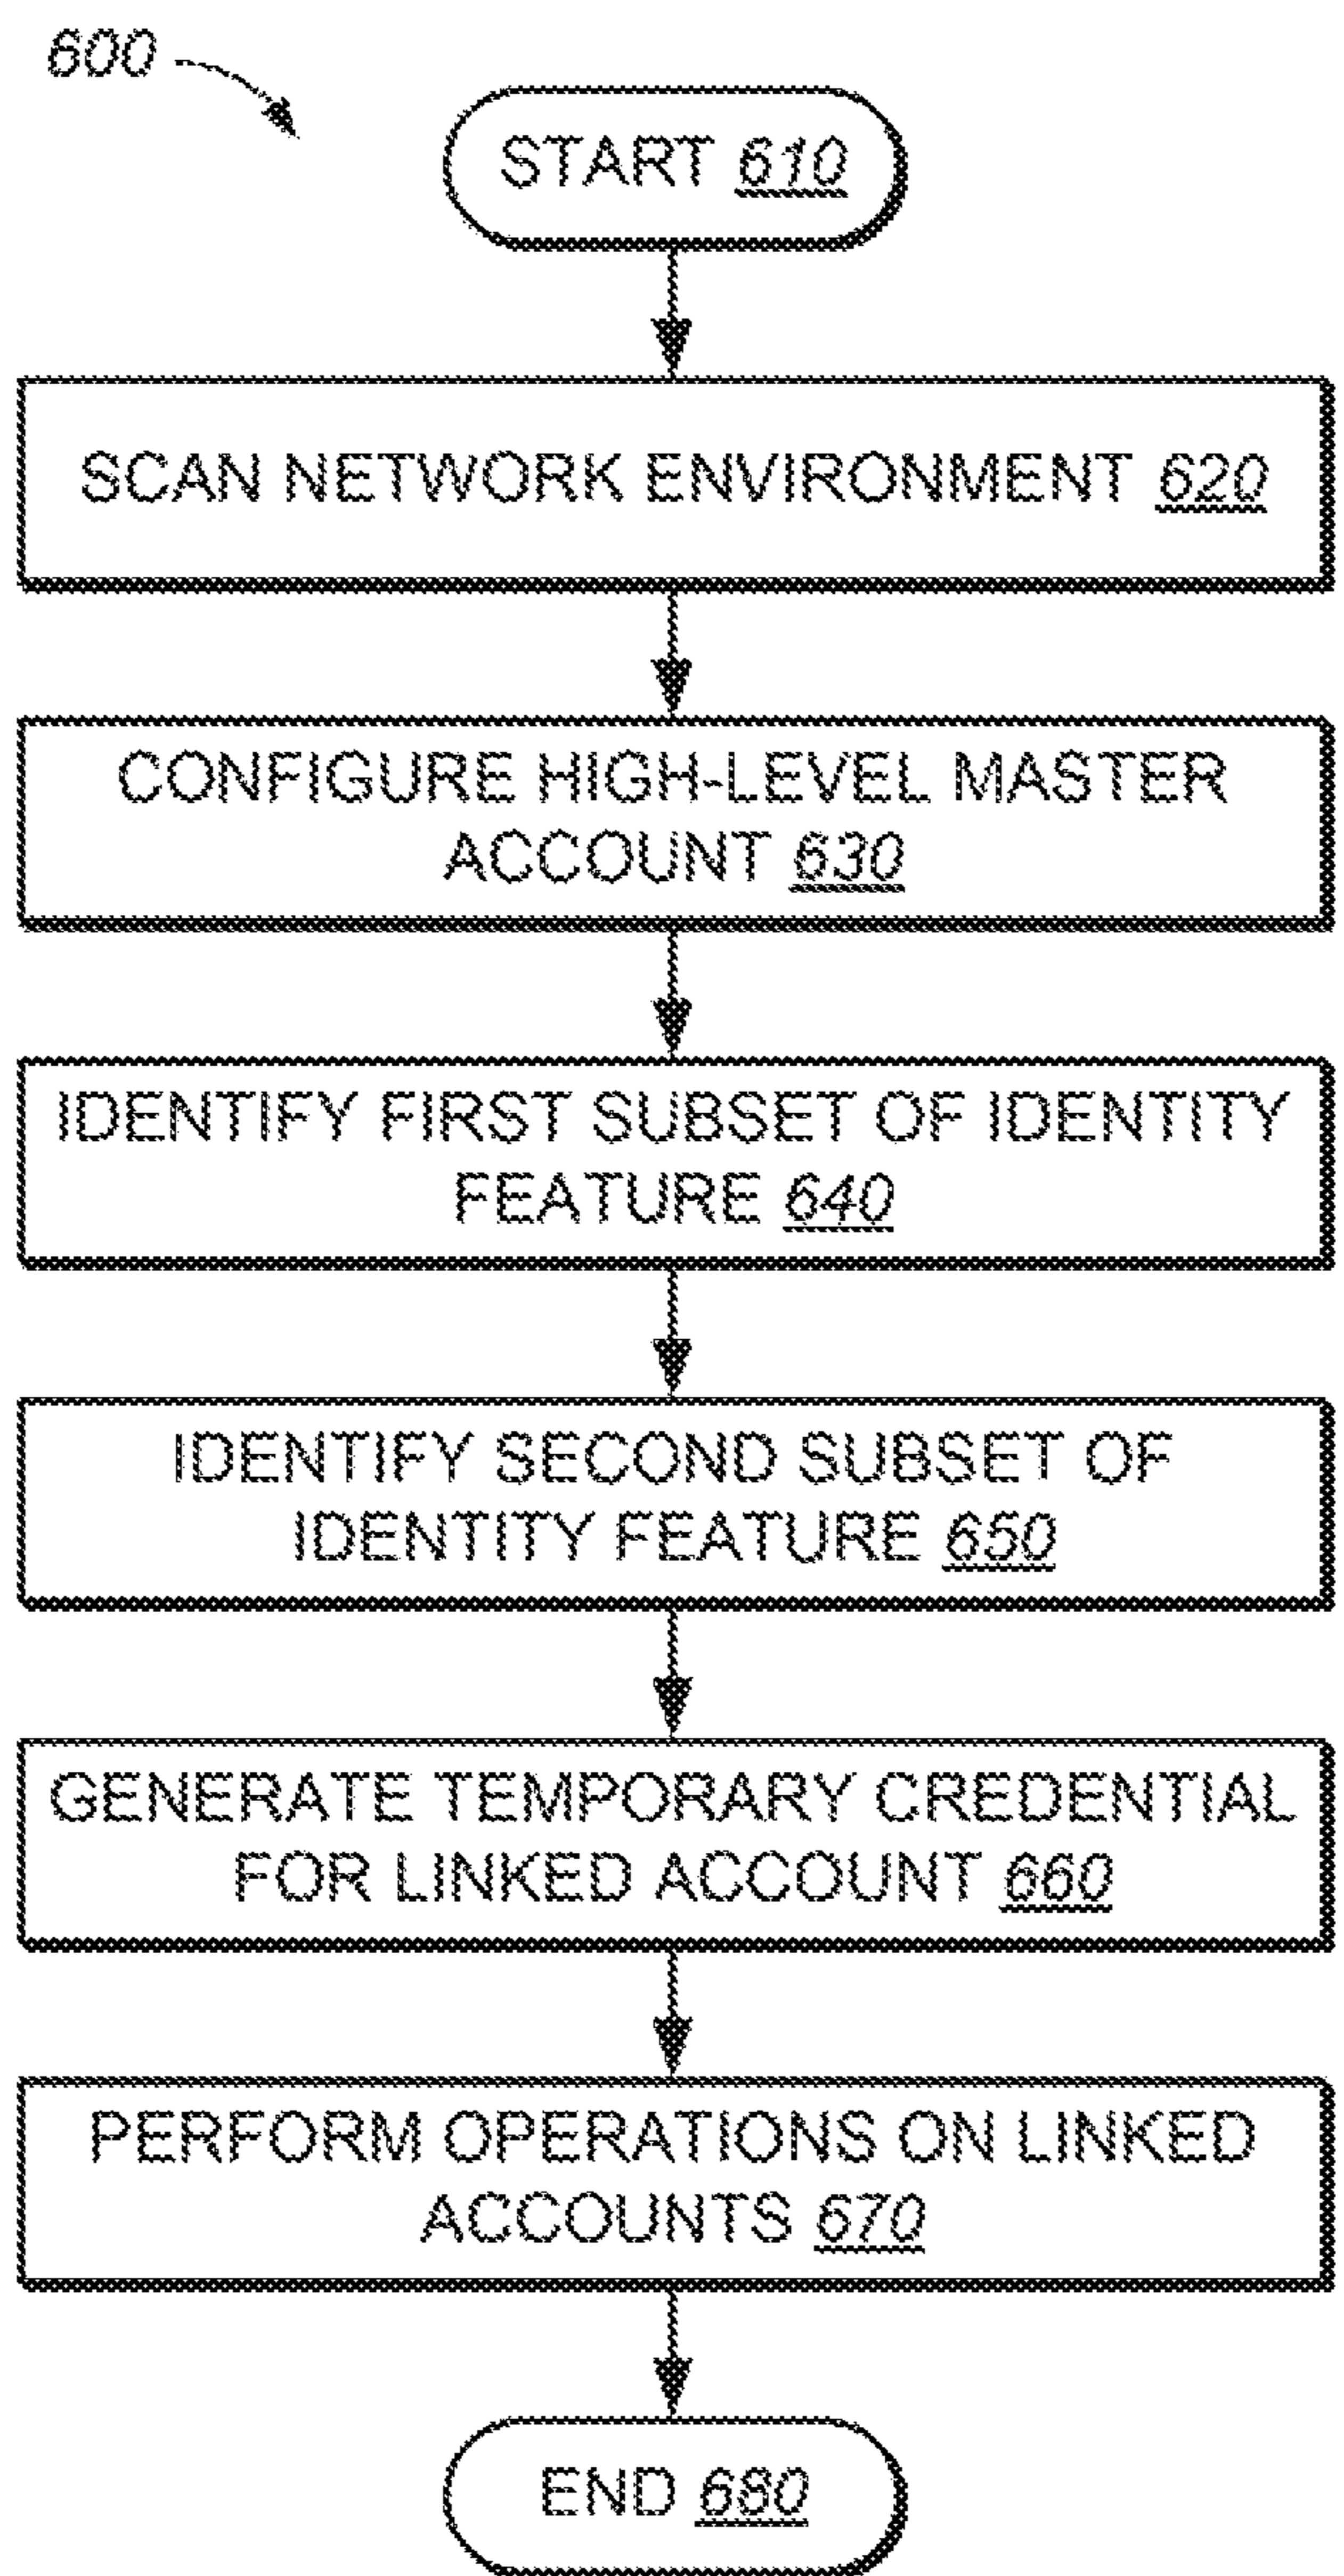 600
START 610
SCAN NETWORK ENVIRONMENT 620
CONFIGURE HIGH-LEVEL MASTER
ACCOUNT 630
IDENTIFY FIRST SUBSET OF IDENTITY
FEATURE 640
IDENTIFY SECOND SUBSET OF
IDENTITY FEATURE 650
GENERATE TEMPORARY CREDENTIAL
FOR LINKED ACCOUNT 660
PERFORM OPERATIONS ON LINKED
ACCOUNTS 670
END 680